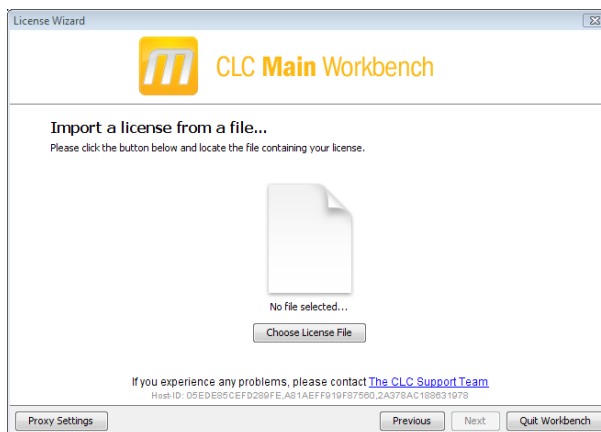 License Wizard
m CLC Main Workbench
Import a license from a file...
Please click the button below and locate the file containing your license.
No file selected...
Choose License File
If you experience any problems, please contact The CLC Support Team
Host-ID: 05EDE85CEFD289FE,A81AEFF919F87560,2A378AC188631978
Proxy Settings Previous Next Quit Workbench